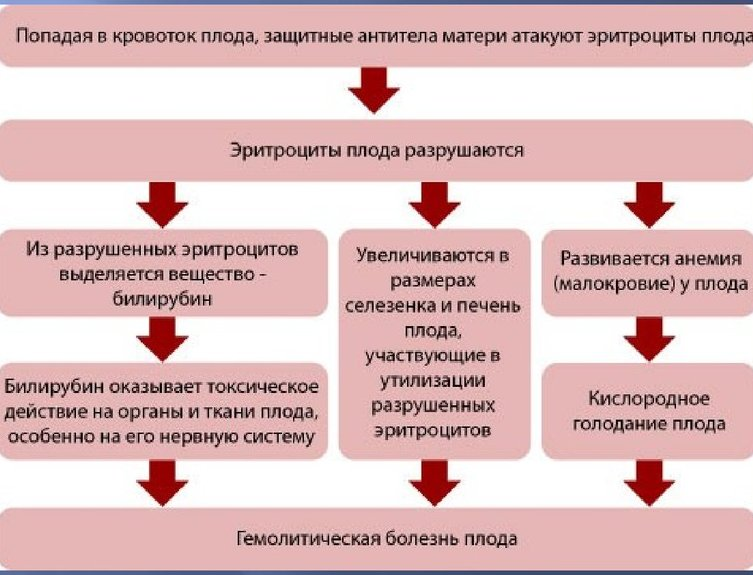 Попадая в кровоток плода, защитные антитела матери атакуют эритроциты плода
Эритроциты плода разрушаются
Из разрушенных эритроцитов
выделяется вещество -
билирубин
Билирубин оказывает токсическое
действие на органы и ткани плода,
особенно на его нервную систему
Увеличиваются в
размерах
селезенка и печень
плода,
участвующие в
утилизации
разрушенных
эритроцитов
Развивается анемия
(малокровие) у плода
Кислородное
голодание плода
Гемолитическая болезнь плода